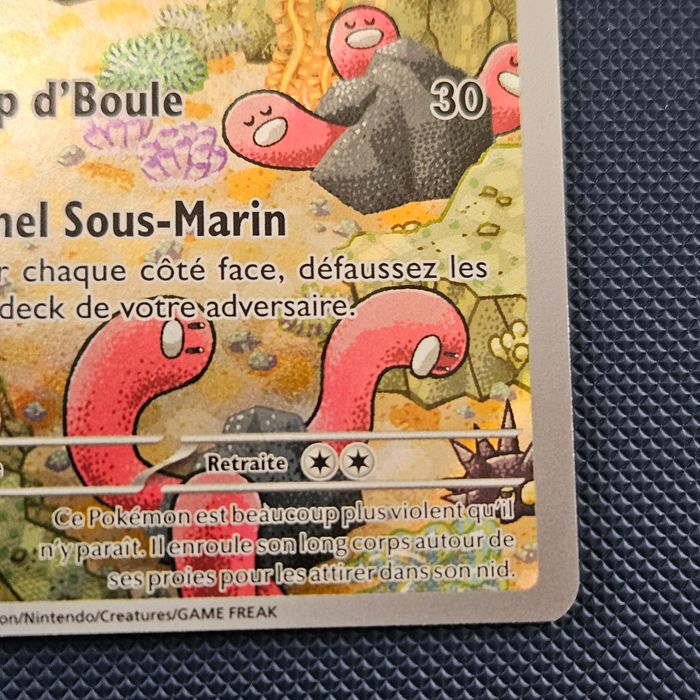 p d'Boule 30
nel Sous-Marin
r chaque côté face, défaussez les
deck de votre adversaire.
Retraite
Ce Pokémon est beaucoup plus violent qu'il
n'y paraît. Il enroule son long corps autour de
ses proies pour les attirer dans son nid.
on/Nintendo/Creatures/GAME FREAK